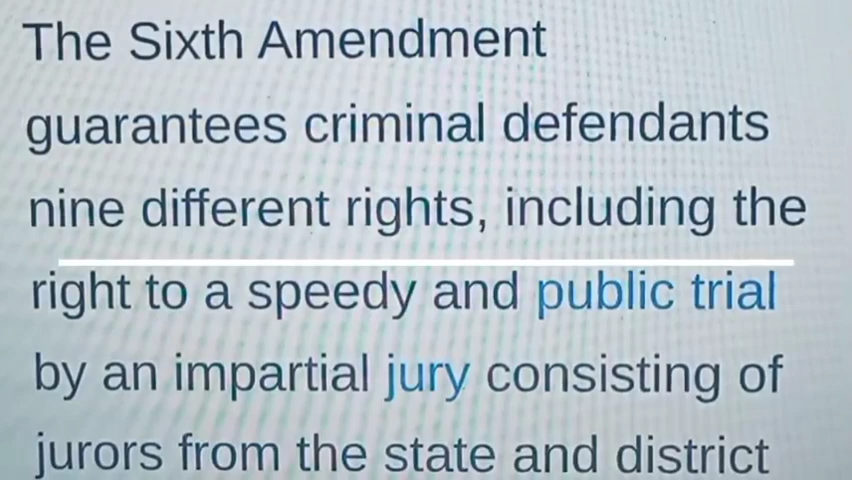 The Sixth Amendment
guarantees criminal defendants
nine different rights, including the
right to a speedy and public trial
by an impartial jury consisting of
jurors from the state and district